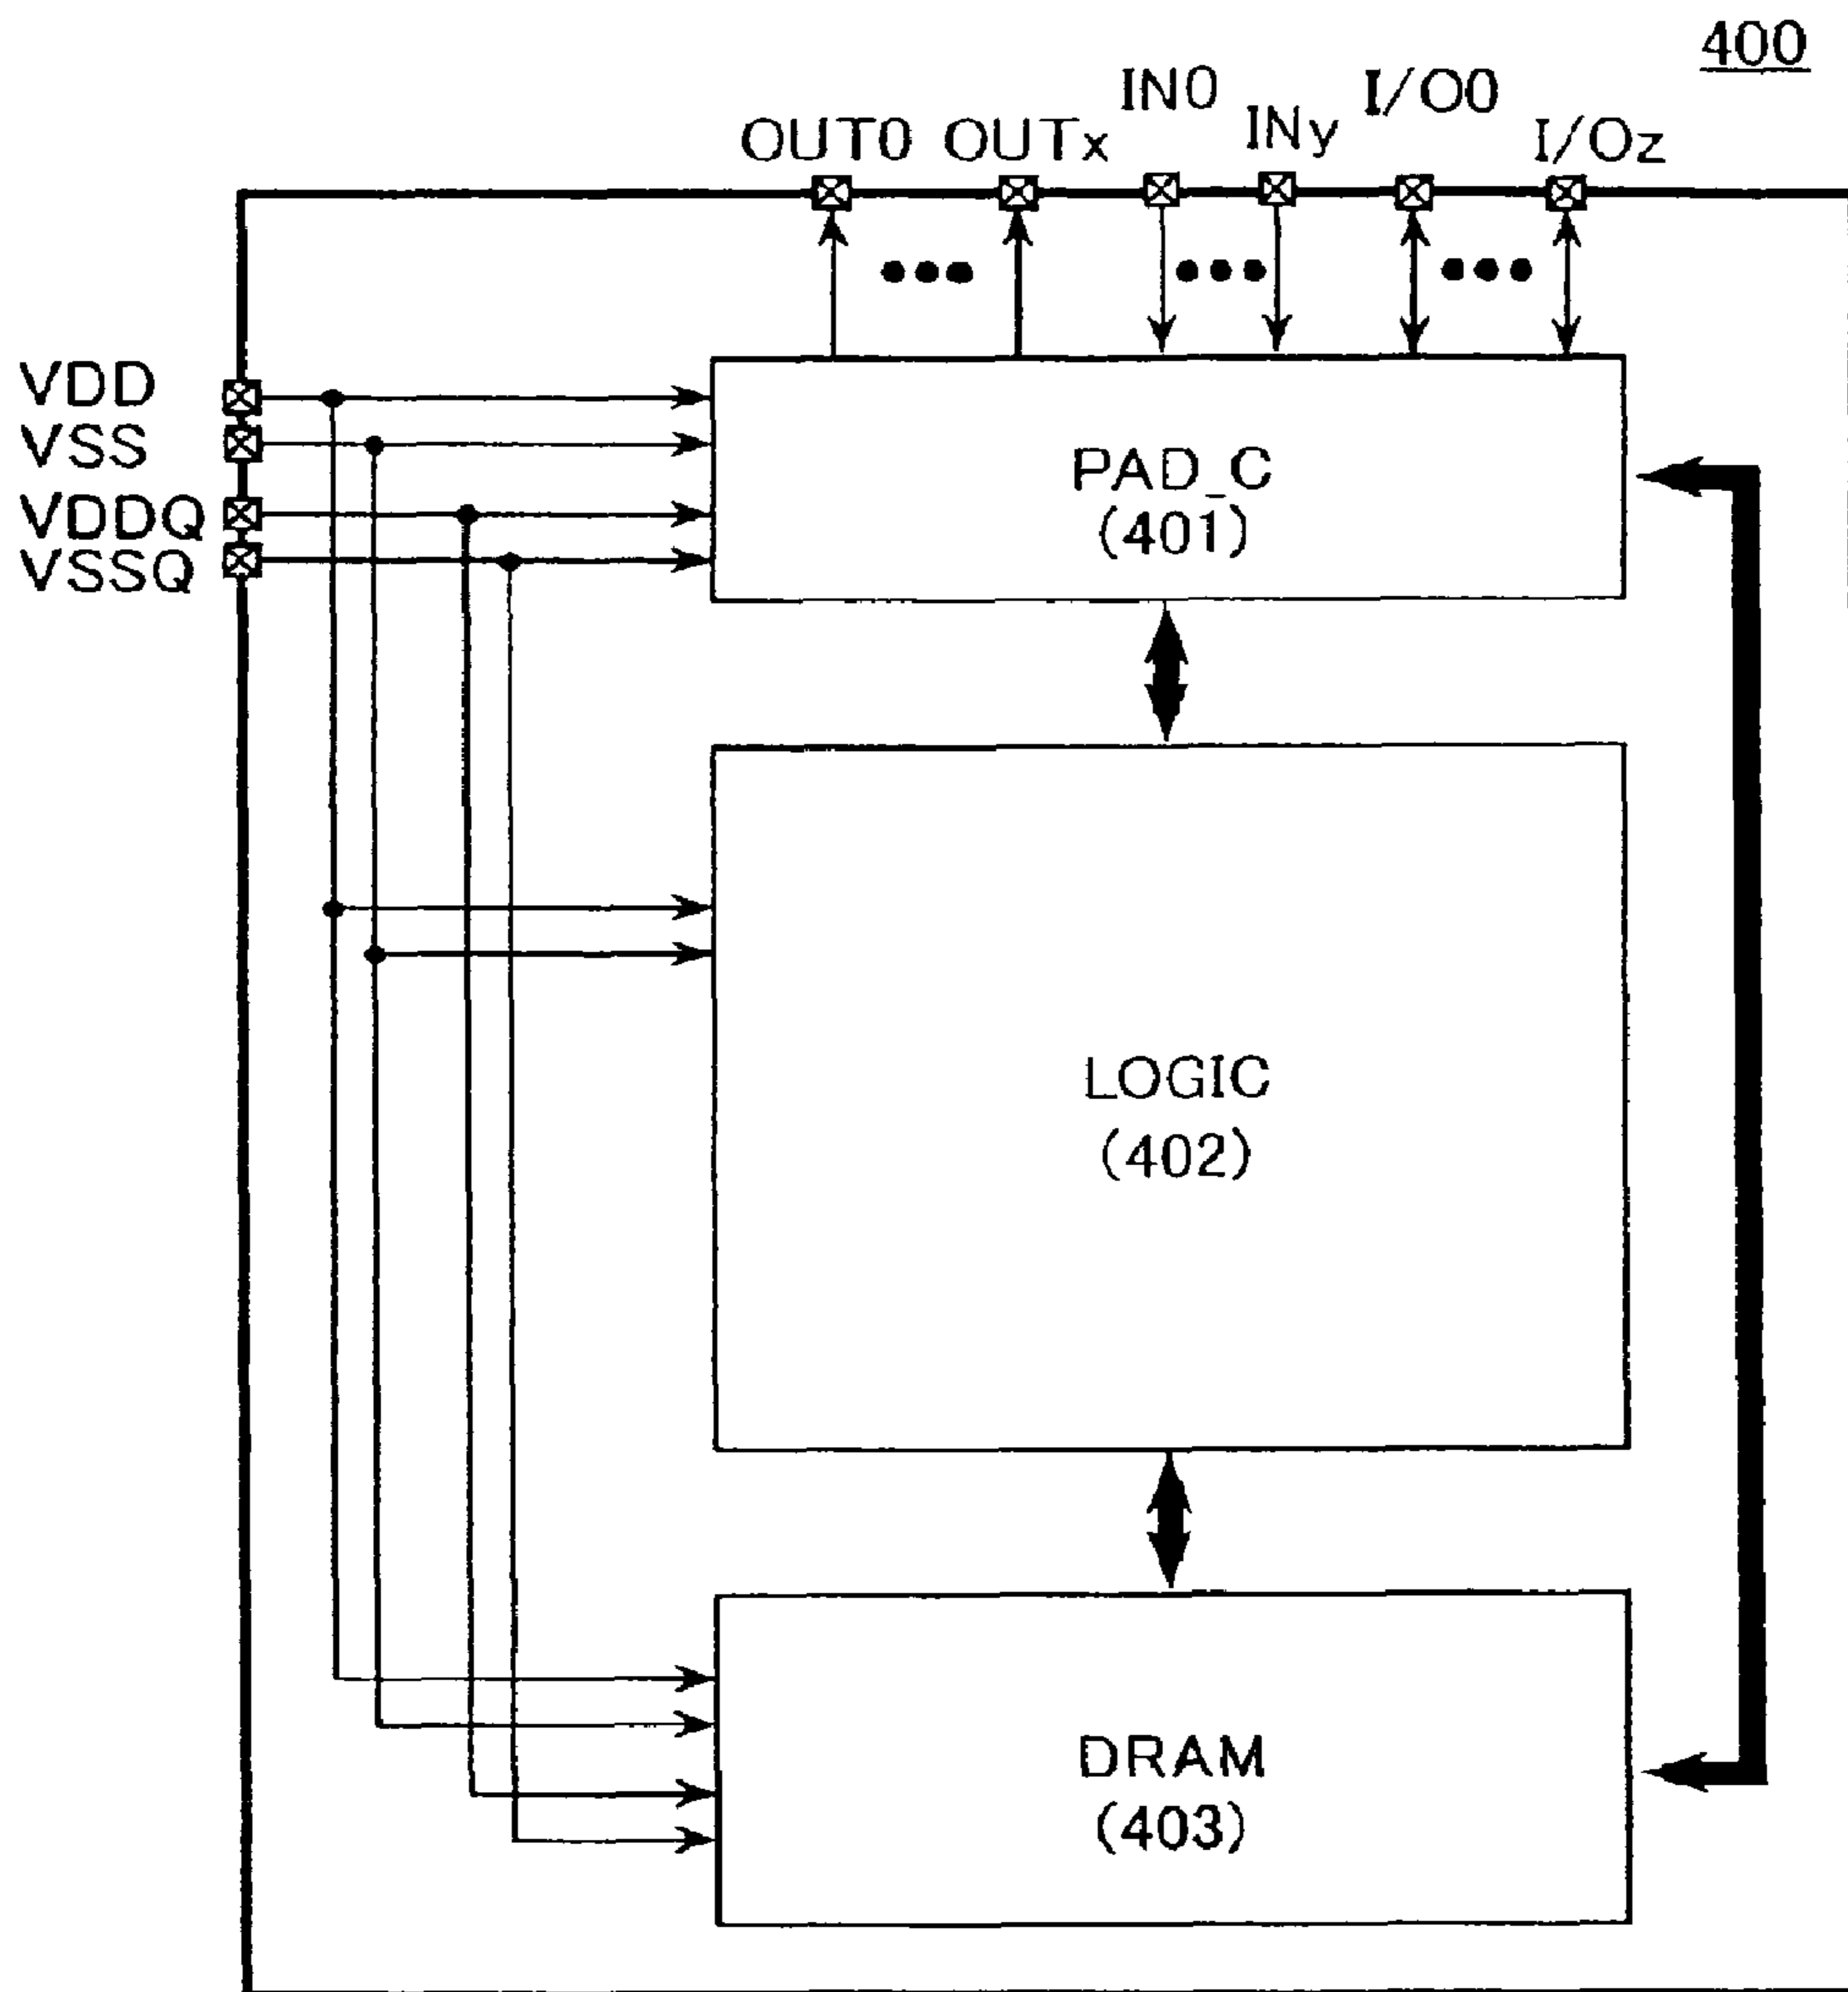 400
OUT0 OUTx IN0 INy I/O0 I/Oz
VDD
VSS
VDDQ
VSSQ
PAD_C
(401)
LOGIC
(402)
DRAM
(403)